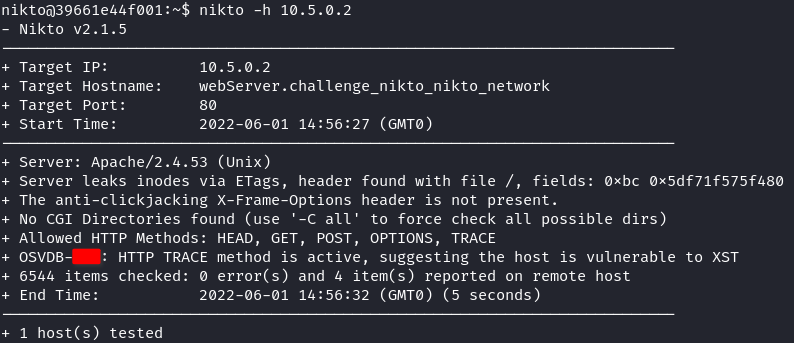 nikto@39661e44f001:~$ nikto -h 10.5.0.2
- Nikto v2.1.5
---------------------------------------------------------------------------
+ Target IP:          10.5.0.2
+ Target Hostname:    webServer.challenge_nikto_nikto_network
+ Target Port:        80
+ Start Time:         2022-06-01 14:56:27 (GMT0)
---------------------------------------------------------------------------
+ Server: Apache/2.4.53 (Unix)
+ Server leaks inodes via ETags, header found with file /, fields: 0xbc 0x5df71f575f480
+ The anti-clickjacking X-Frame-Options header is not present.
+ No CGI Directories found (use '-C all' to force check all possible dirs)
+ Allowed HTTP Methods: HEAD, GET, POST, OPTIONS, TRACE
+ OSVDB-: HTTP TRACE method is active, suggesting the host is vulnerable to XST
+ 6544 items checked: 0 error(s) and 4 item(s) reported on remote host
+ End Time:           2022-06-01 14:56:32 (GMT0) (5 seconds)
---------------------------------------------------------------------------
+ 1 host(s) tested